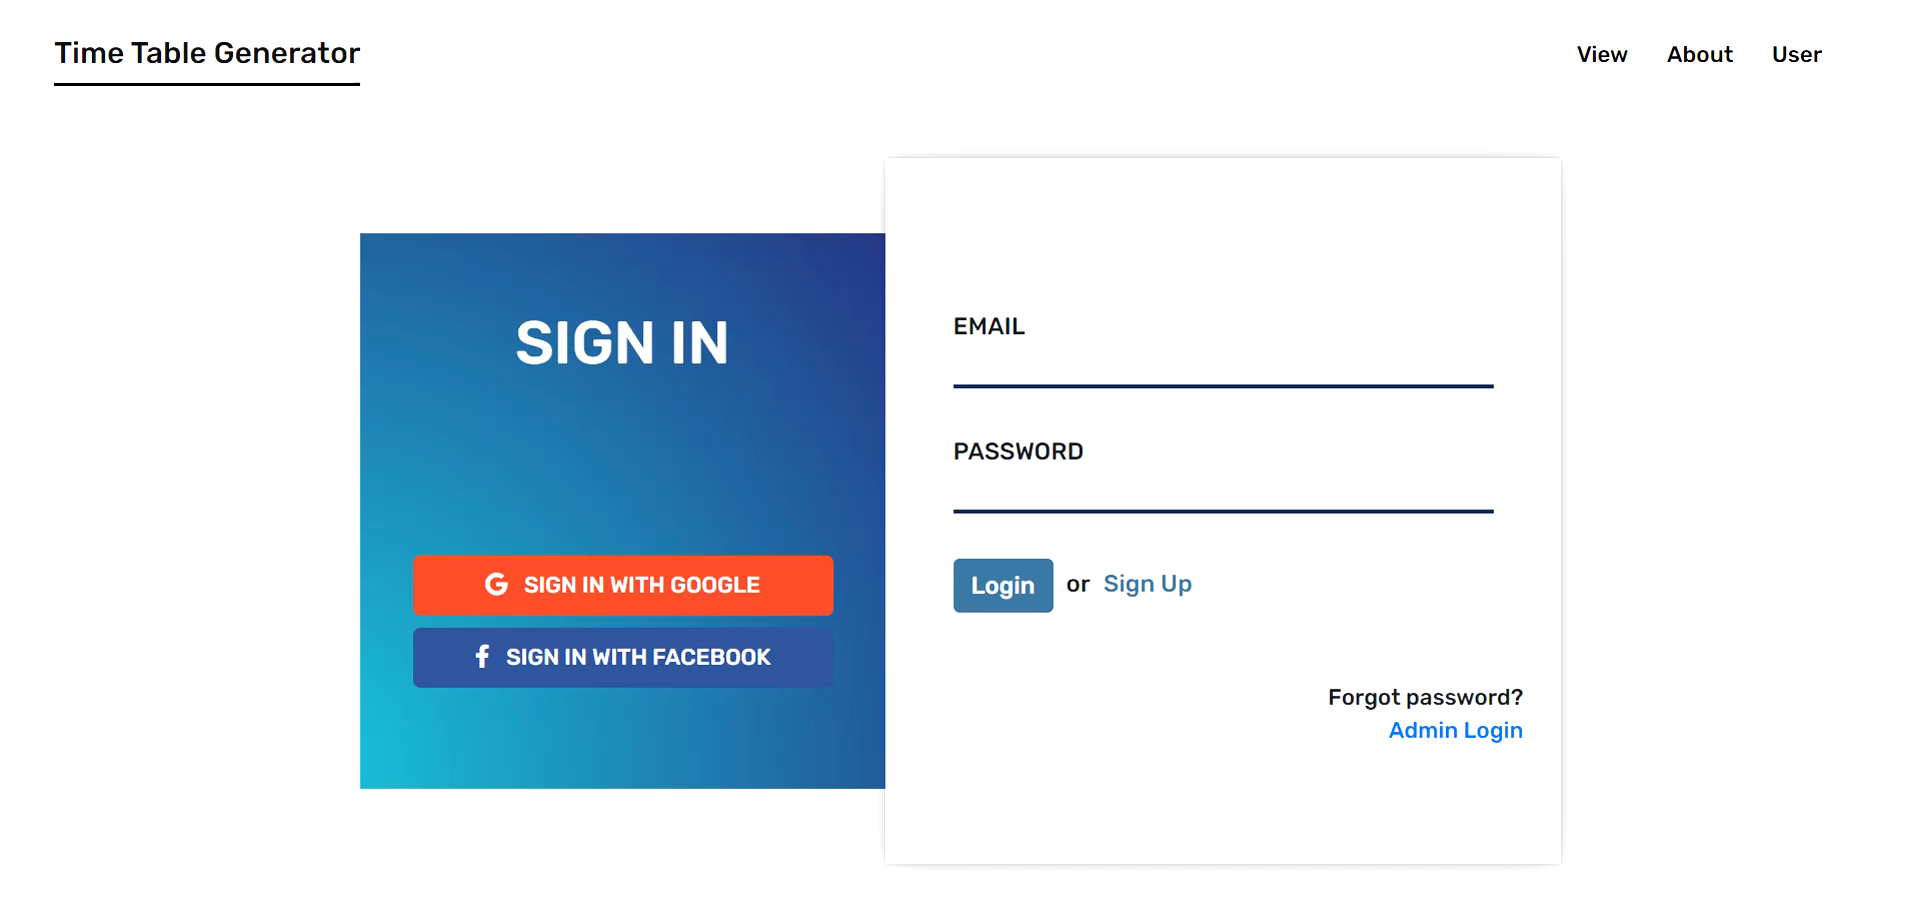 Time Table Generator
View About User
SIGN IN
SIGN IN WITH GOOGLE
SIGN IN WITH FACEBOOK
EMAIL
PASSWORD
Login or Sign Up
Forgot password?
Admin Login